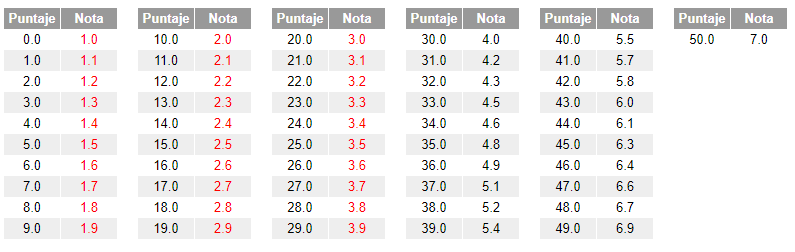 Puntaje Nota Puntaje Nota Puntaje Nota Puntaje Nota Puntaje Nota Puntaje Nota
0.0 1.0 10.0 2.0 20.0 3.0 30.0 4.0 40.0 5.5 50.0 7.0
1.0 1.1 11.0 2.1 21.0 3.1 31.0 4.2 41.0 5.7
2.0 1.2 12.0 2.2 22.0 3.2 32.0 4.3 42.0 5.8
3.0 1.3 13.0 2.3 23.0 3.3 33.0 4.5 43.0 6.0
4.0 1.4 14.0 2.4 24.0 3.4 34.0 4.6 44.0 6.1
5.0 1.5 15.0 2.5 25.0 3.5 35.0 4.8 45.0 6.3
6.0 1.6 16.0 2.6 26.0 3.6 36.0 4.9 46.0 6.4
7.0 1.7 17.0 2.7 27.0 3.7 37.0 5.1 47.0 6.6
8.0 1.8 18.0 2.8 28.0 3.8 38.0 5.2 48.0 6.7
9.0 1.9 19.0 2.9 29.0 3.9 39.0 5.4 49.0 6.9